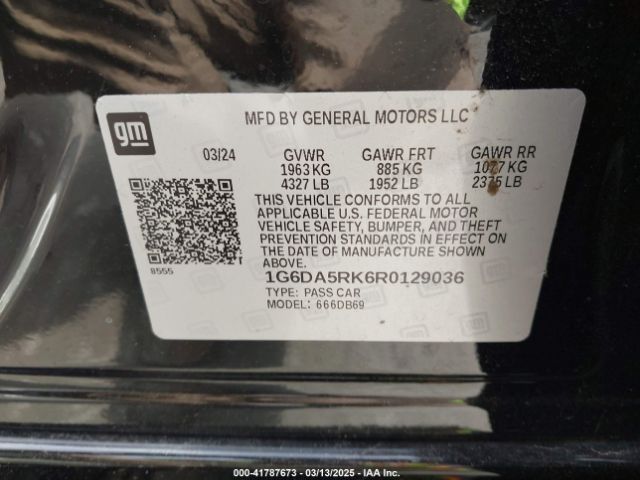 gm
MFD BY GENERAL MOTORS LLC
03/24 GVWR GAWR FRT GAWR RR
1963 KG 885 KG 1077 KG
4327 LB 1952 LB 2375 LB
THIS VEHICLE CONFORMS TO ALL
APPLICABLE U.S. FEDERAL MOTOR
VEHICLE SAFETY, BUMPER, AND THEFT
PREVENTION STANDARDS IN EFFECT ON
THE DATE OF MANUFACTURE SHOWN
ABOVE.
8555
1G6DA5RK6R0129036
TYPE: PASS CAR
MODEL: 666DB69
000-41787673 — 03/13/2025 — IAA Inc.